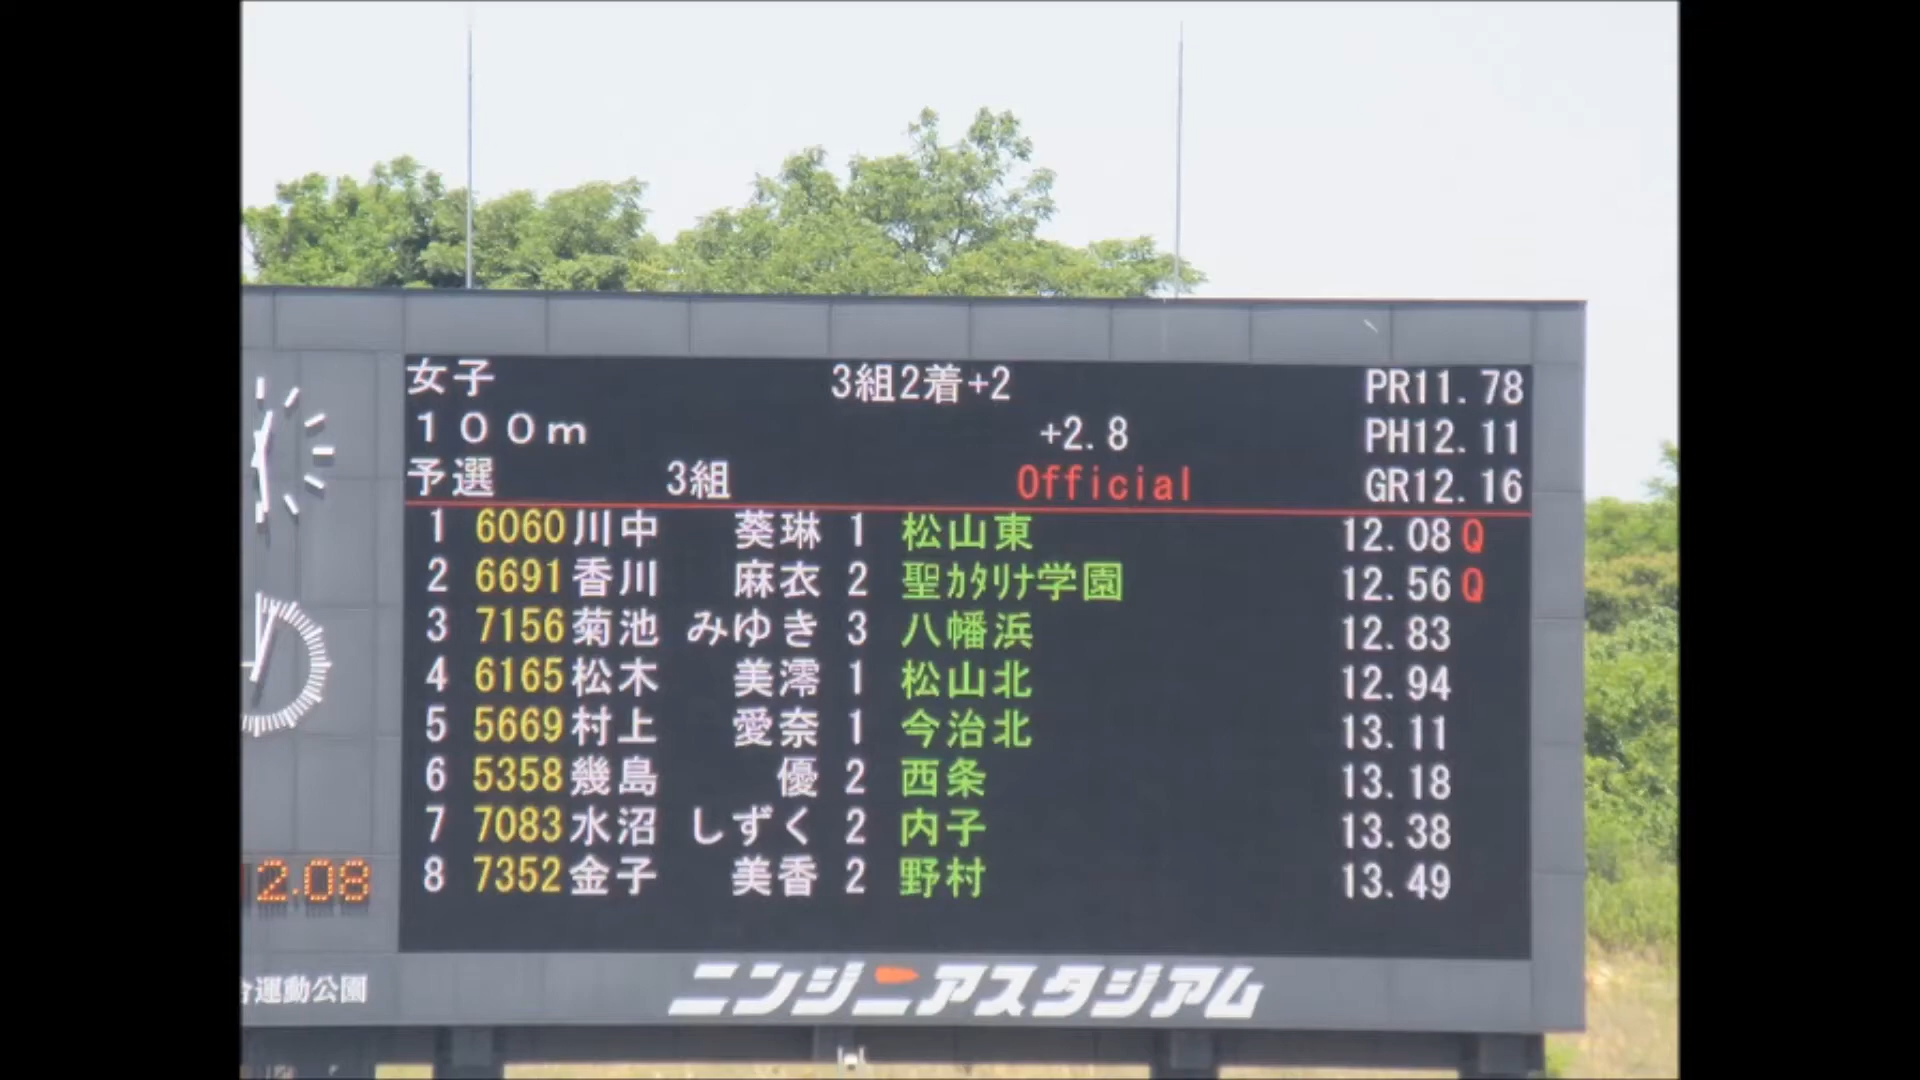 女子 3組2着+2 PR11.78
100m +2.8 PH12.11
予選 3組 Official GR12.16
1 6060 川中 葵琳 1 松山東 12.08 Q
2 6691 香川 麻衣 2 聖ｶﾀﾘﾅ学園 12.56 Q
3 7156 菊池 みゆき 3 八幡浜 12.83
4 6165 松木 美澪 1 松山北 12.94
5 5669 村上 愛奈 1 今治北 13.11
6 5358 幾島 優 2 西条 13.18
7 7083 水沼 しずく 2 内子 13.38
8 7352 金子 美香 2 野村 13.49
12.08
合運動公園
ニンジニアスタジアム